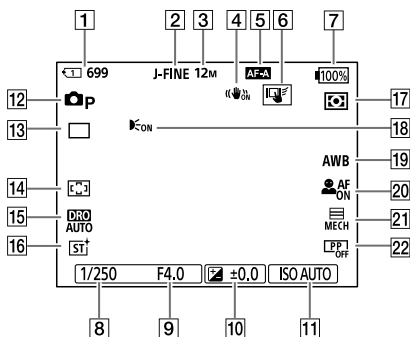 1 2 3 4 5 6 7
1 699 J-FINE 12M AF-A 100%
ON
12 P 17
13 ON 18
AWB 19
14 AF ON 20
15 DRO AUTO MECH 21
16 ST PP OFF 22
1/250 F4.0 ±0.0 ISO AUTO
8 9 10 11